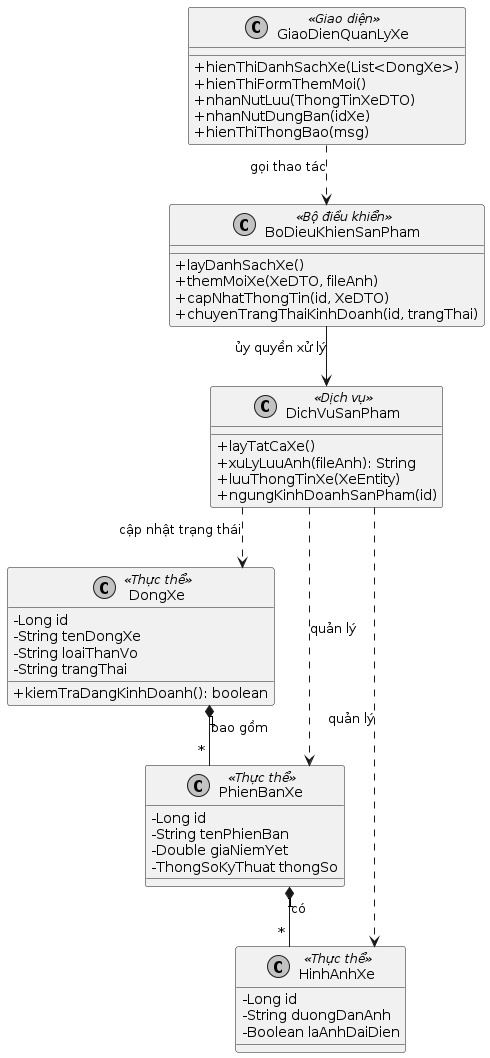 C «Giao diện»
GiaoDienQuanLyXe
+hienThiDanhSachXe(List<DongXe>)
+hienThiFormThemMoi()
+nhanNutLuu(ThongTinXeDTO)
+nhanNutDungBan(idXe)
+hienThiThongBao(msg)
gọi thao tác
C «Bộ điều khiển»
BoDieuKhienSanPham
+layDanhSachXe()
+themMoiXe(XeDTO, fileAnh)
+capNhatThongTin(id, XeDTO)
+chuyenTrangThaiKinhDoanh(id, trangThai)
ủy quyền xử lý
C «Dịch vụ»
DichVuSanPham
+layTatCaXe()
+xuLyLuuAnh(fileAnh): String
+luuThongTinXe(XeEntity)
+ngungKinhDoanhSanPham(id)
cập nhật trạng thái
C «Thực thể»
DongXe
-Long id
-String tenDongXe
-String loaiThanVo
-String trangThai
+kiemTraDangKinhDoanh(): boolean
quản lý
quản lý
1
bao gồm
*
C «Thực thể»
PhienBanXe
-Long id
-String tenPhienBan
-Double giaNiemYet
-ThongSoKyThuat thongSo
1
có
*
C «Thực thể»
HinhAnhXe
-Long id
-String duongDanAnh
-Boolean laAnhDaiDien